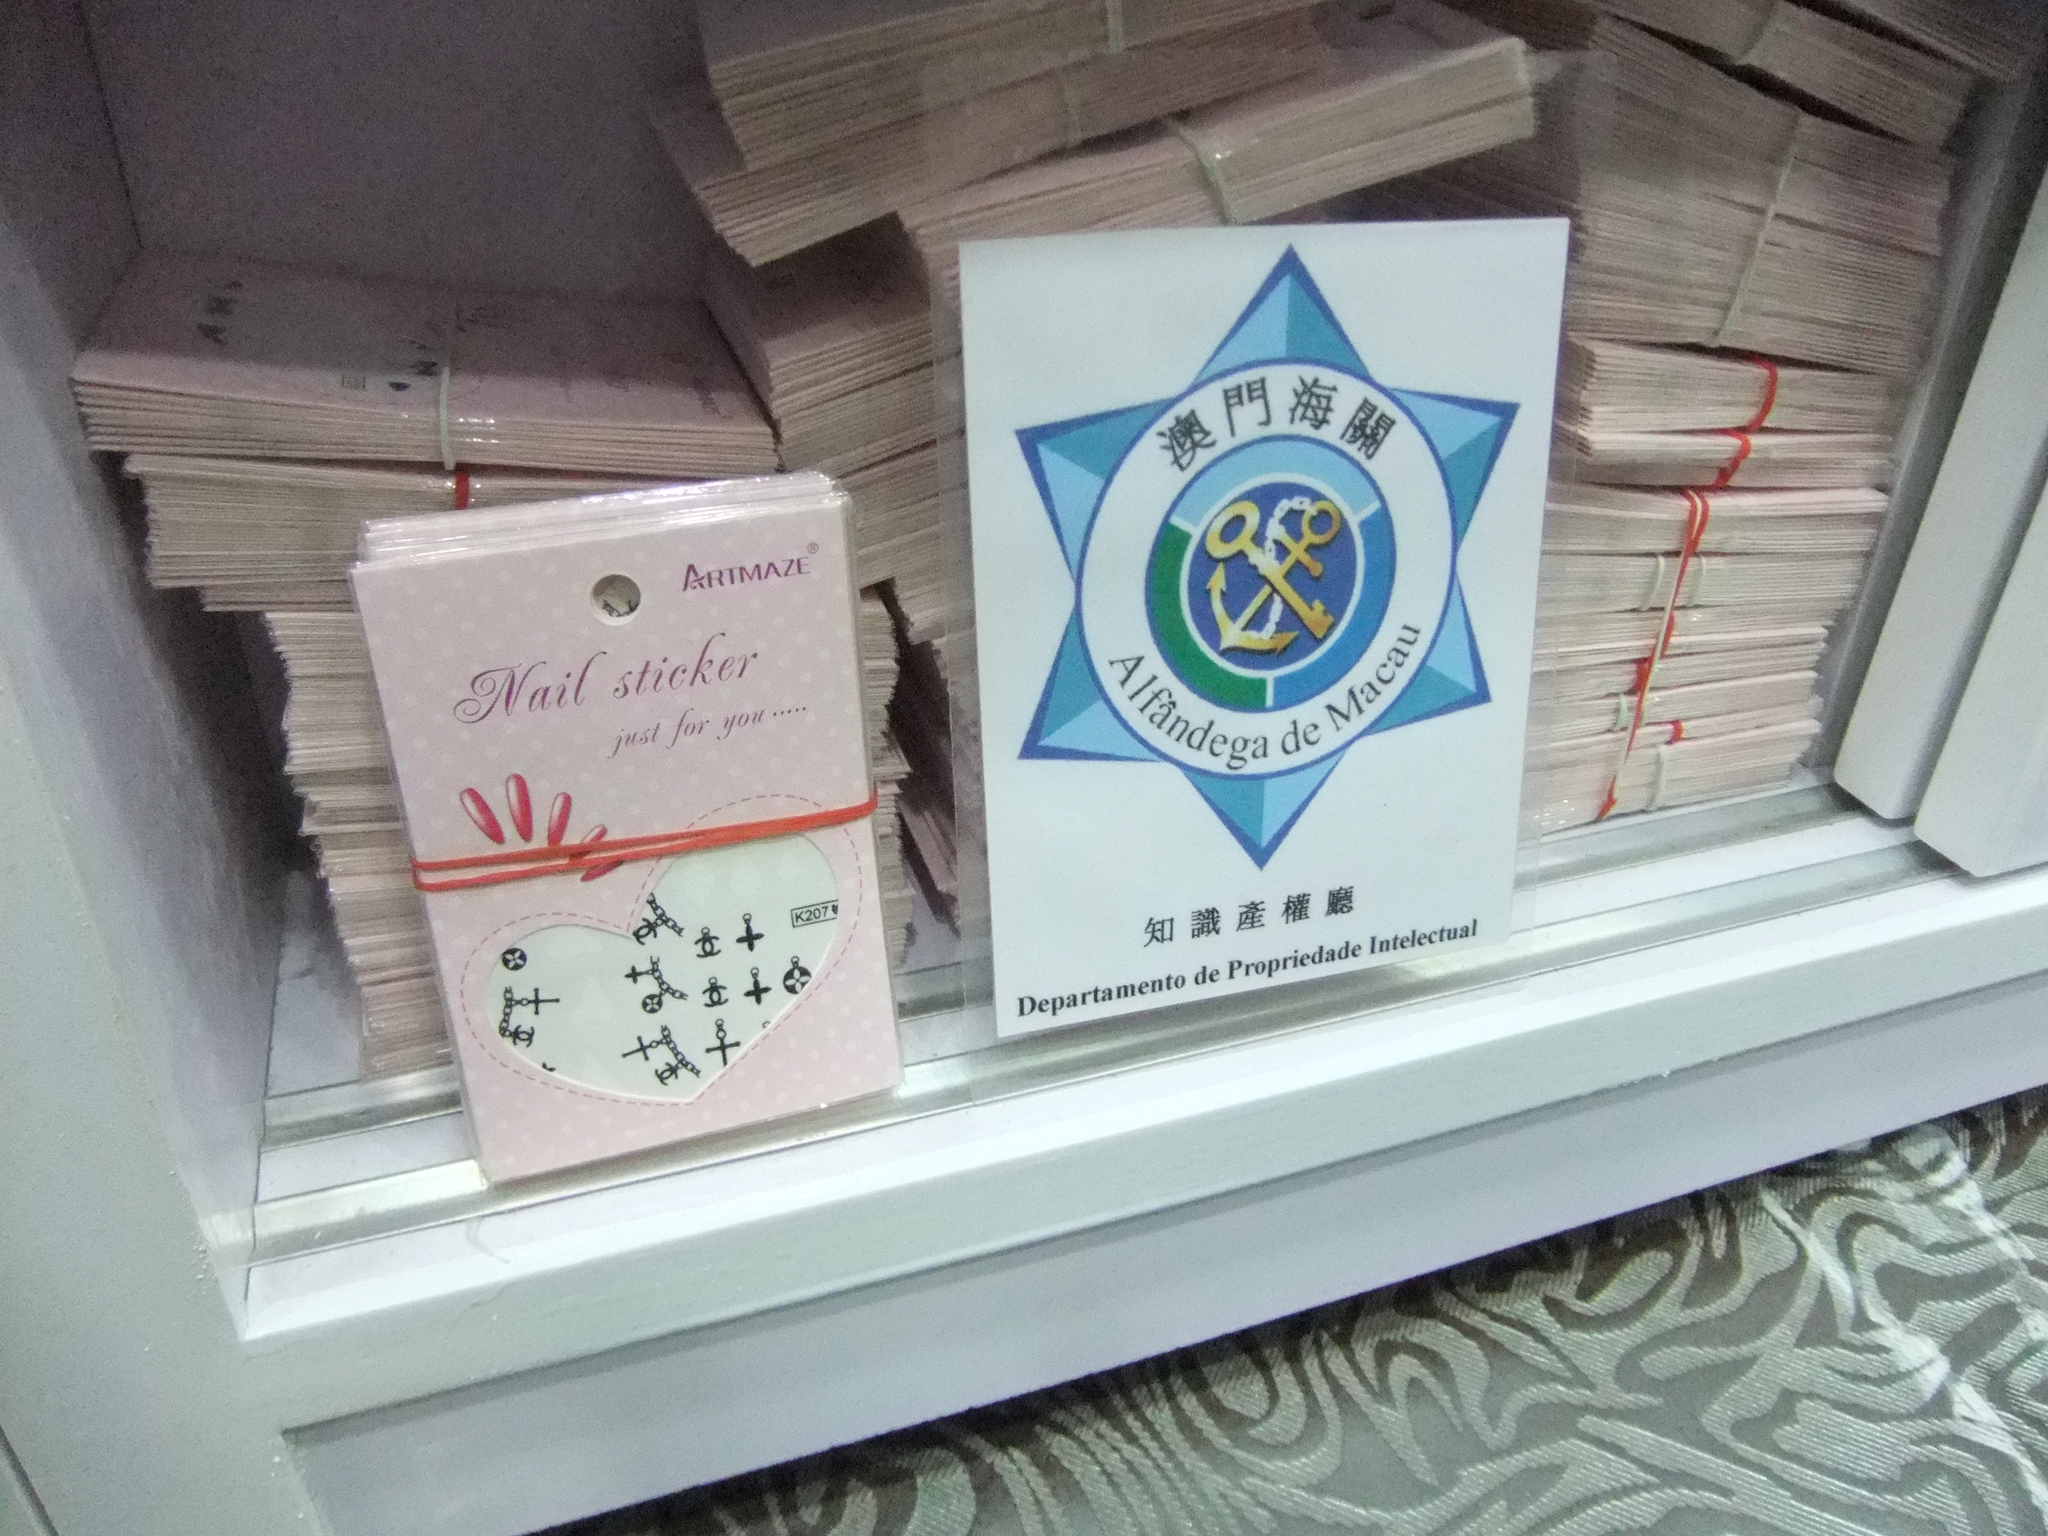 ARTMAZE®
Nail sticker
just for you.....
K207
澳門海關
Alfândega de Macau
知識產權廳
Departamento de Propriedade Intelectual